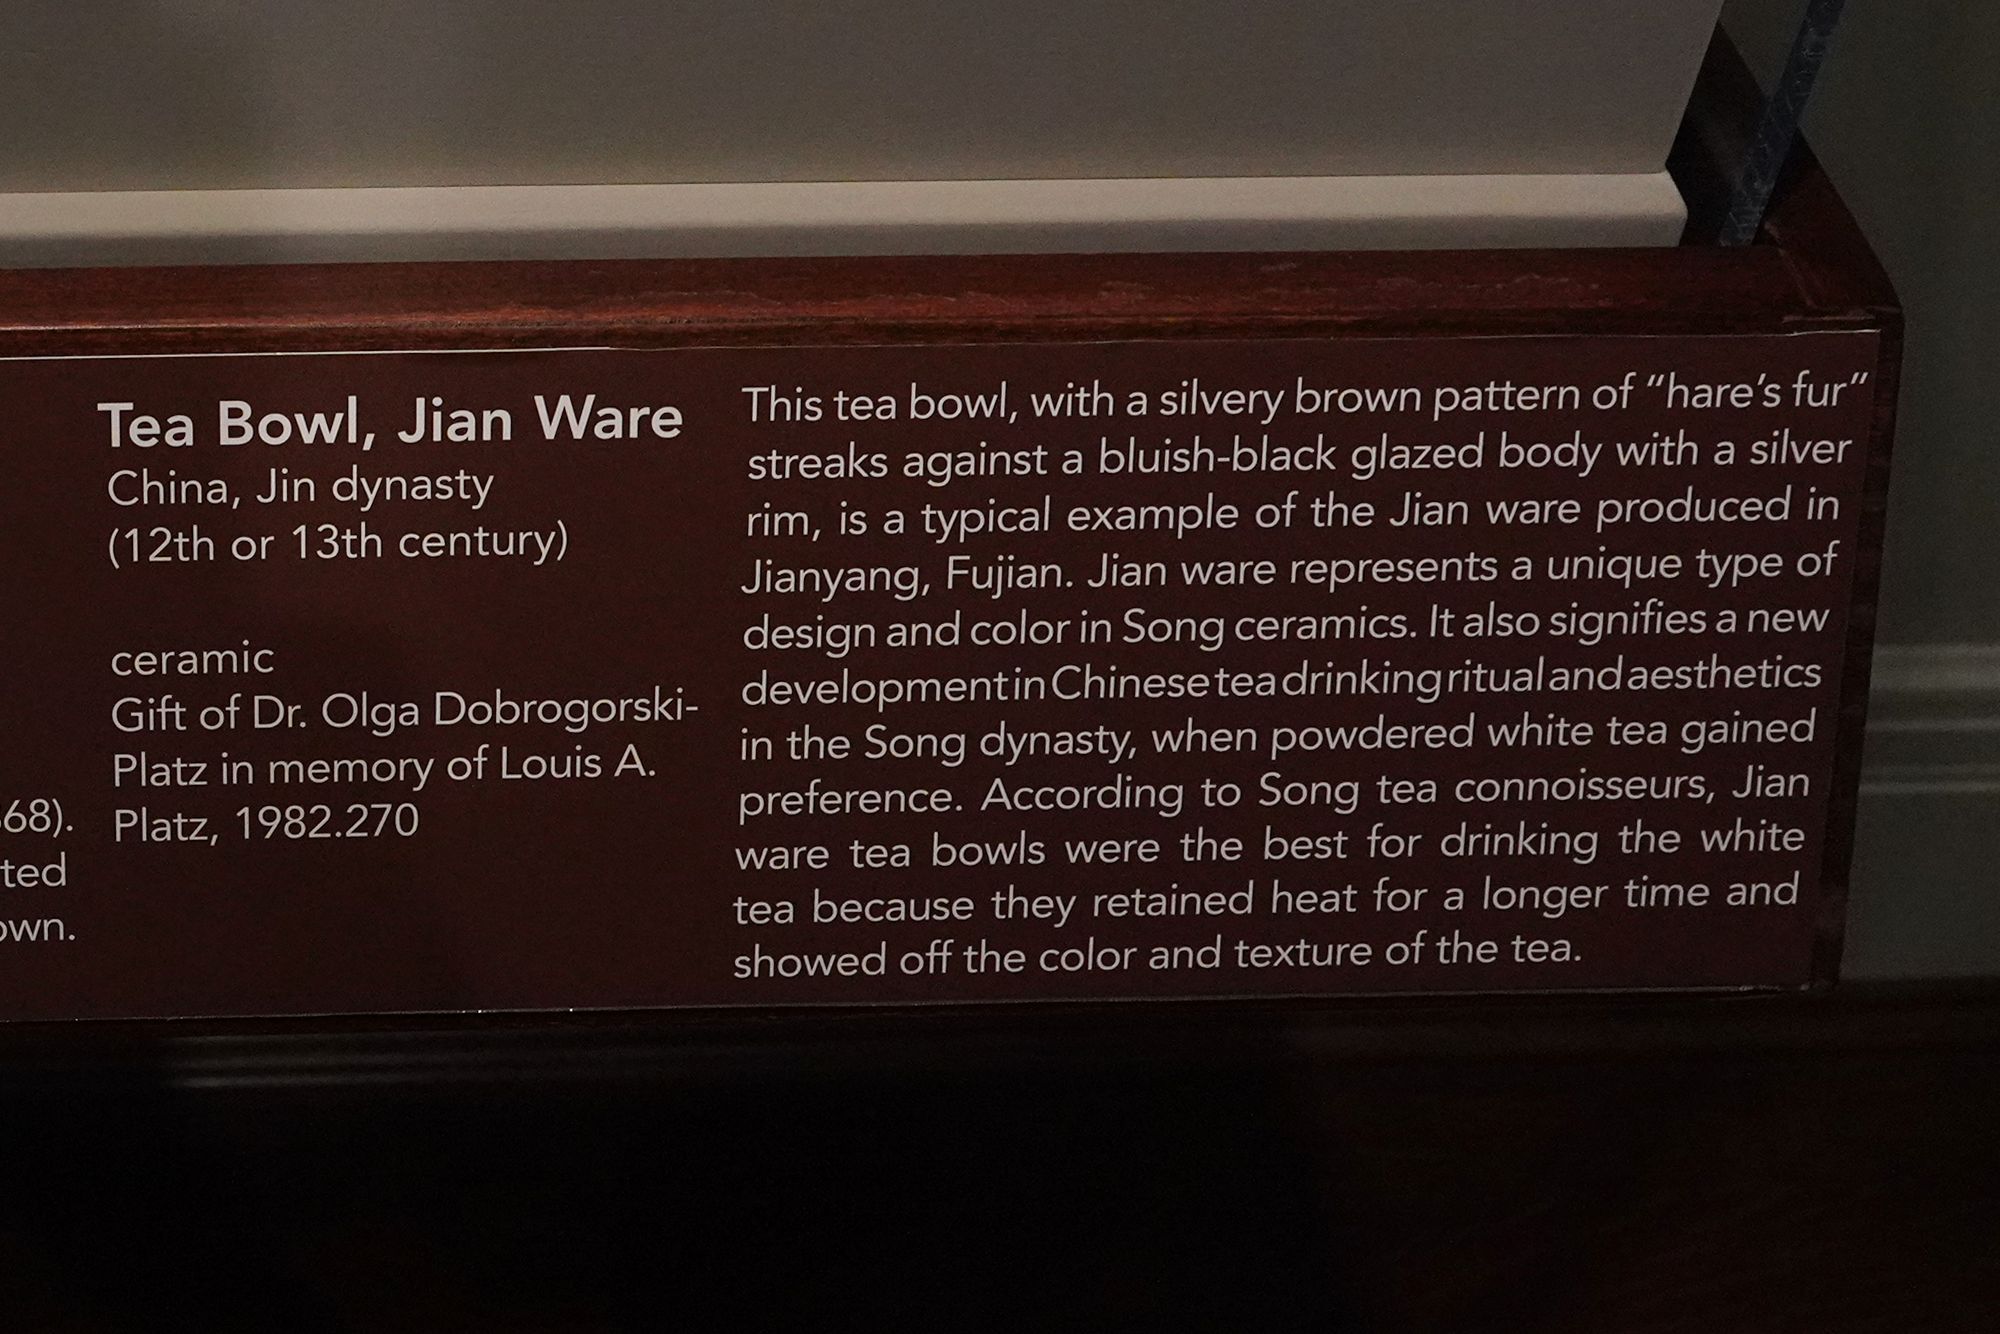 Tea Bowl, Jian Ware
China, Jin dynasty
(12th or 13th century)
ceramic
Gift of Dr. Olga Dobrogorski-
Platz in memory of Louis A.
Platz, 1982.270
This tea bowl, with a silvery brown pattern of “hare’s fur”
streaks against a bluish-black glazed body with a silver
rim, is a typical example of the Jian ware produced in
Jianyang, Fujian. Jian ware represents a unique type of
design and color in Song ceramics. It also signifies a new
development in Chinese tea drinking ritual and aesthetics
in the Song dynasty, when powdered white tea gained
preference. According to Song tea connoisseurs, Jian
ware tea bowls were the best for drinking the white
tea because they retained heat for a longer time and
showed off the color and texture of the tea.